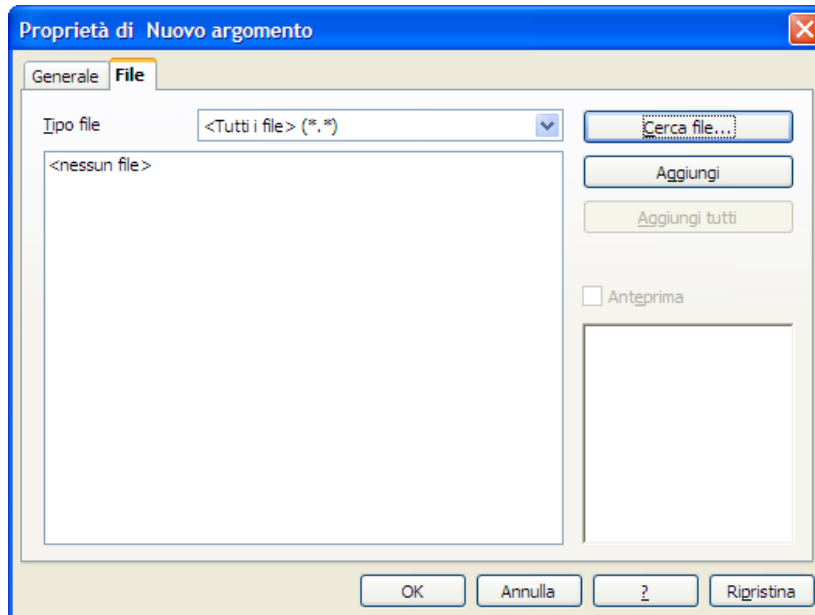 Proprietà di  Nuovo argomento
Generale File
Tipo file <Tutti i file> (*.*) Cerca file...
<nessun file>
Aggiungi
Aggiungi tutti
Anteprima
OK Annulla ? Ripristina